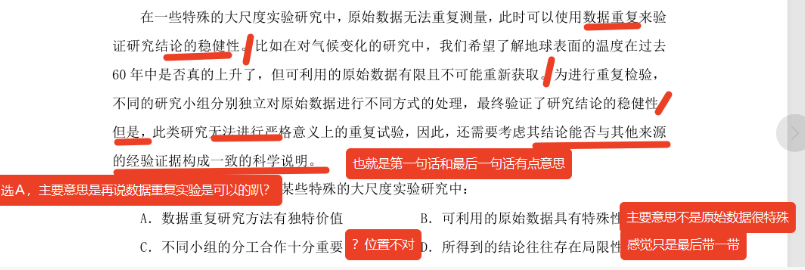 在一些特殊的大尺度实验研究中，原始数据无法重复测量，此时可以使用数据重复来验
证研究结论的稳健性。比如在对气候变化的研究中，我们希望了解地球表面的温度在过去
60 年中是否真的上升了，但可利用的原始数据有限且不可能重新获取。为进行重复检验，
不同的研究小组分别独立对原始数据进行不同方式的处理，最终验证了研究结论的稳健性
但是，此类研究无法进行严格意义上的重复试验，因此，还需要考虑其结论能否与其他来源
的经验证据构成一致的科学说明。
也就是第一句话和最后一句话有点意思
选A，主要意思是再说数据重复实验是可以的趴？
某些特殊的大尺度实验研究中：
A．数据重复研究方法有独特价值
B．可利用的原始数据具有特殊性
主要意思不是原始数据很特殊
C．不同小组的分工合作十分重要
？位置不对
D．所得到的结论往往存在局限性
感觉只是最后带一带